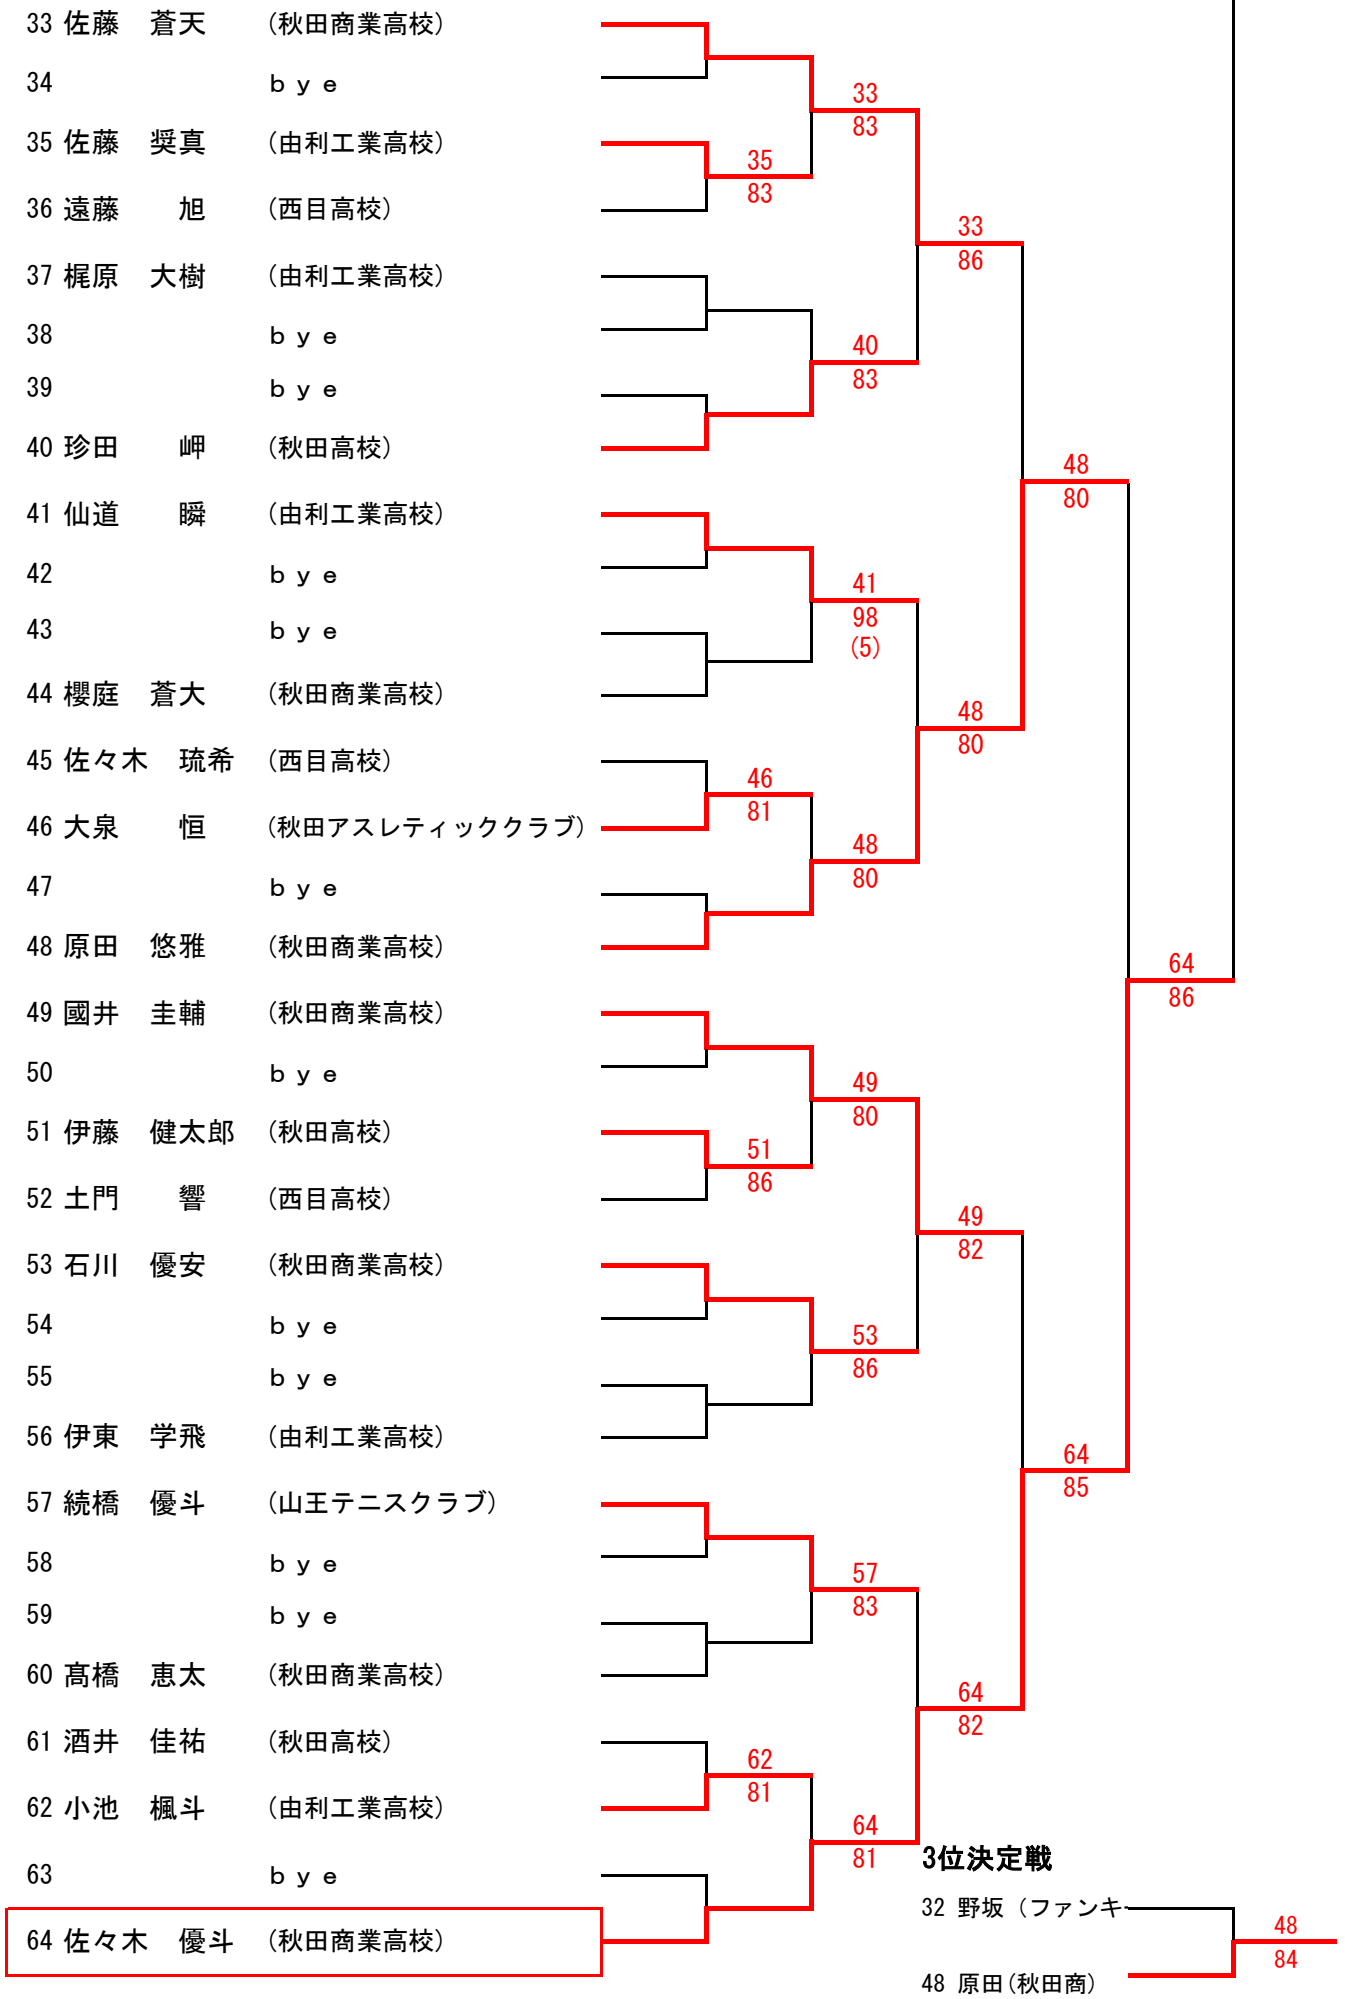 33 佐藤　蒼天 (秋田商業高校)
34 ｂｙｅ
33
83
35 佐藤　奨真 (由利工業高校)
35
83
36 遠藤　　旭 (西目高校)
33
86
37 梶原　大樹 (由利工業高校)
38 ｂｙｅ
40
83
39 ｂｙｅ
40 珍田　　岬 (秋田高校)
48
80
41 仙道　　瞬 (由利工業高校)
42 ｂｙｅ
41
98
(5)
43 ｂｙｅ
44 櫻庭　蒼大 (秋田商業高校)
48
80
45 佐々木　琉希 (西目高校)
46
81
46 大泉　　恒 (秋田アスレティッククラブ)
48
80
47 ｂｙｅ
48 原田　悠雅 (秋田商業高校)
64
86
49 國井　圭輔 (秋田商業高校)
50 ｂｙｅ
49
80
51 伊藤　健太郎 (秋田高校)
51
86
52 土門　　響 (西目高校)
49
82
53 石川　優安 (秋田商業高校)
54 ｂｙｅ
53
86
55 ｂｙｅ
56 伊東　学飛 (由利工業高校)
64
85
57 続橋　優斗 (山王テニスクラブ)
58 ｂｙｅ
57
83
59 ｂｙｅ
60 髙橋　恵太 (秋田商業高校)
64
82
61 酒井　佳祐 (秋田高校)
62
81
62 小池　楓斗 (由利工業高校)
64
81
63 ｂｙｅ
64 佐々木　優斗 (秋田商業高校)
3位決定戦
32 野坂（ファンキ
48
84
48 原田(秋田商)